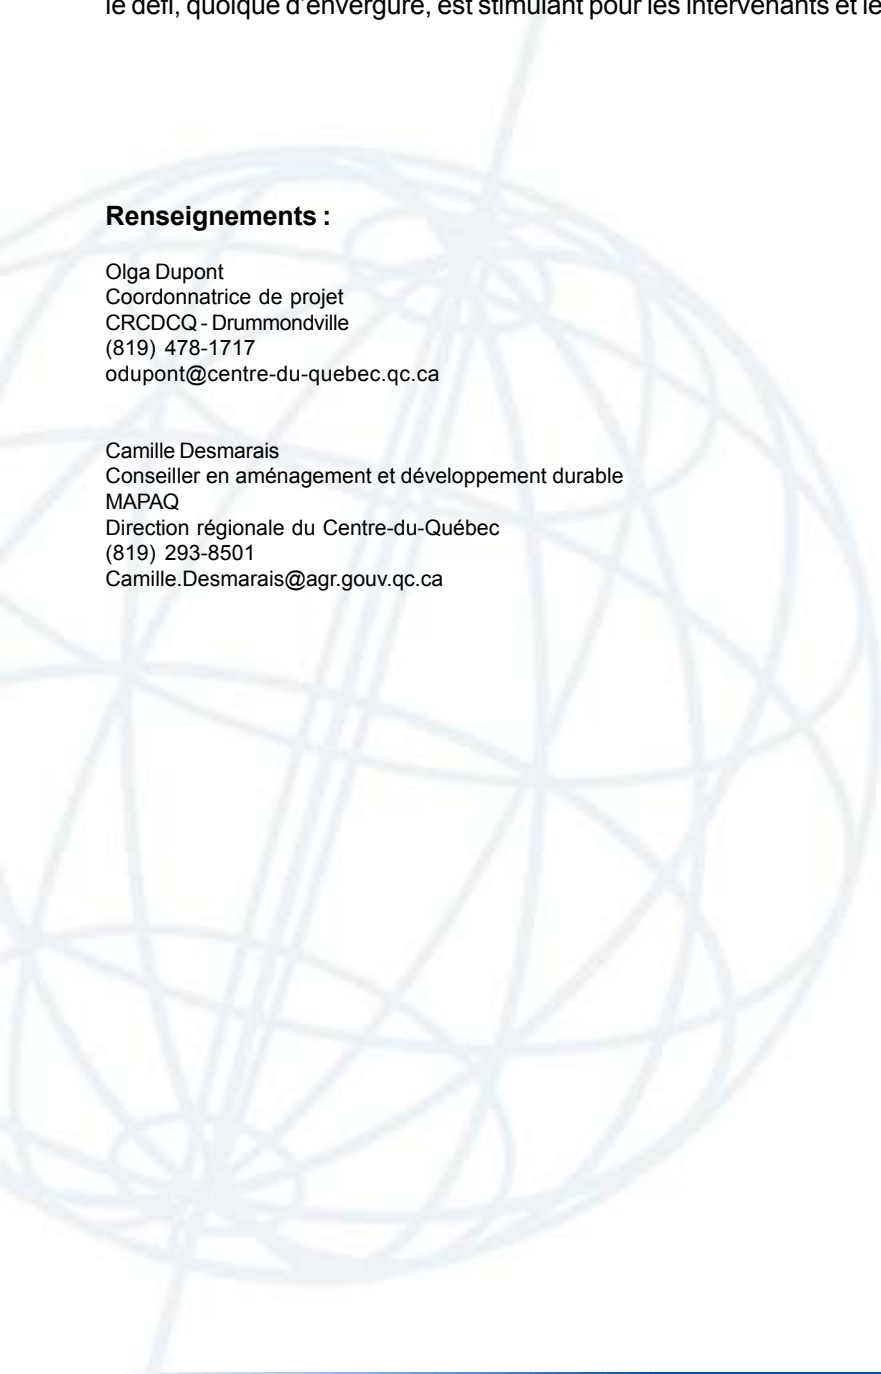 le défi, quoique d'envergure, est stimulant pour les intervenants et le
Renseignements :
Olga Dupont
Coordonnatrice de projet
CRCDCQ - Drummondville
(819) 478-1717
odupont@centre-du-quebec.qc.ca
Camille Desmarais
Conseiller en aménagement et développement durable
MAPAQ
Direction régionale du Centre-du-Québec
(819) 293-8501
Camille.Desmarais@agr.gouv.qc.ca